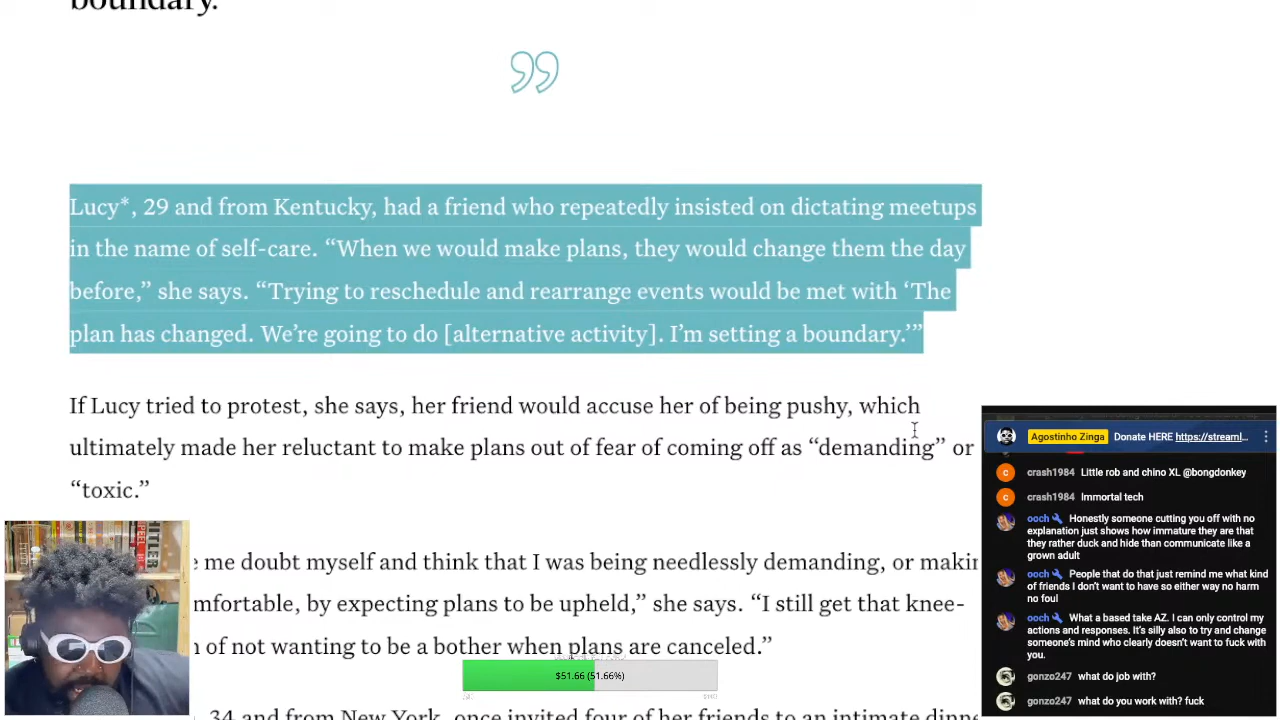 boundary.
”
Lucy*, 29 and from Kentucky, had a friend who repeatedly insisted on dictating meetups
in the name of self-care. “When we would make plans, they would change them the day
before,” she says. “Trying to reschedule and rearrange events would be met with ‘The
plan has changed. We’re going to do [alternative activity]. I’m setting a boundary.’”
If Lucy tried to protest, she says, her friend would accuse her of being pushy, which
ultimately made her reluctant to make plans out of fear of coming off as “demanding” or
“toxic.”
me doubt myself and think that I was being needlessly demanding, or makin
mfortable, by expecting plans to be upheld,” she says. “I still get that knee-
of not wanting to be a bother when plans are canceled.”
$51.66 (51.66%)
34 and from New York, once invited four of her friends to an intimate dinne
Agostinho Zinga Donate HERE https://streaml...
crash1984 Little rob and chino XL @bongdonkey
crash1984 Immortal tech
ooch Honestly someone cutting you off with no
explanation just shows how immature they are that
they rather duck and hide than communicate like a
grown adult
ooch People that do that just remind me what kind
of friends I don't want to have so either way no harm
no foul
ooch What a based take AZ. I can only control my
actions and responses. It's silly also to try and change
someone's mind who clearly doesn't want to fuck with
you.
gonzo247 what do job with?
gonzo247 what do you work with? fuck